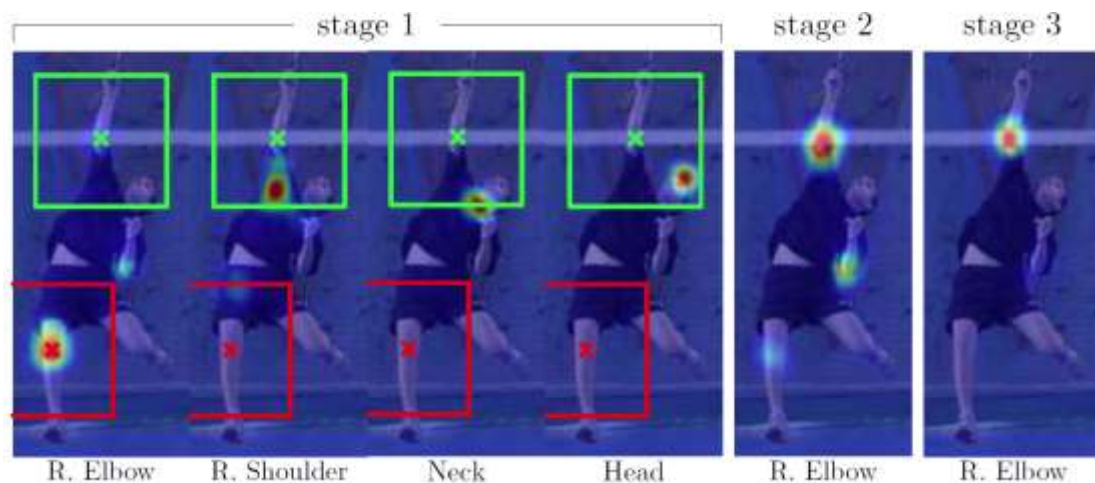 stage 1 stage 2 stage 3
R. Elbow R. Shoulder Neck Head R. Elbow R. Elbow